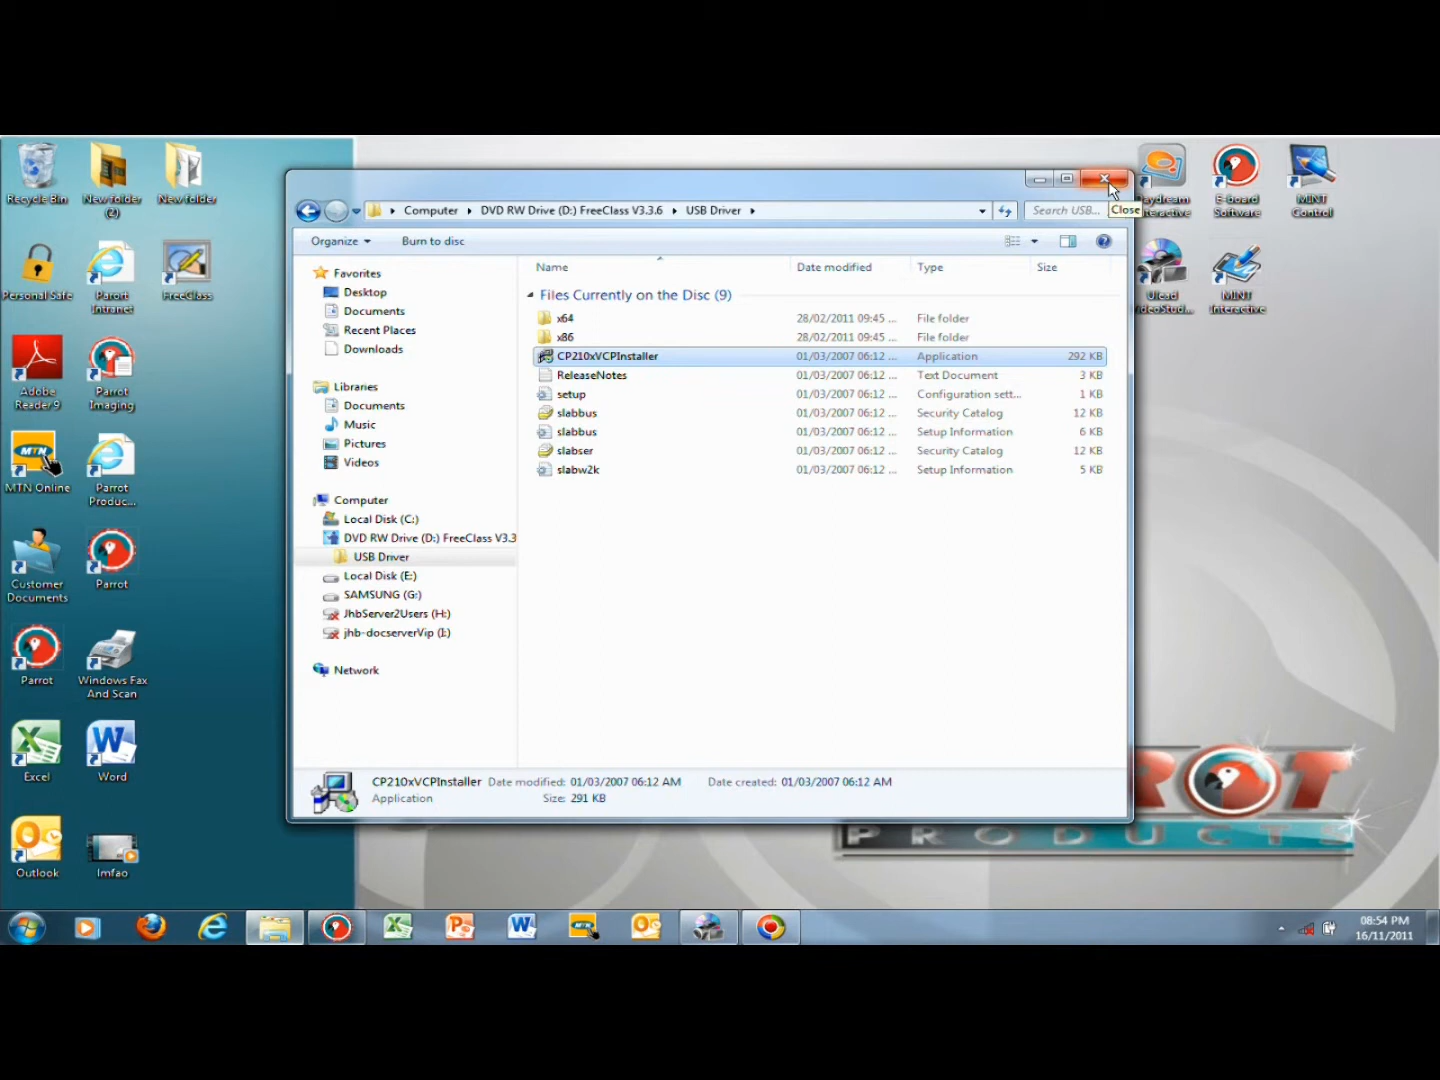 Recycle Bin
New folder (2)
New folder
Personal Safe
Parrot Intranet
FreeClass
Adobe Reader 9
Parrot Imaging
MTN
MTN Online
Parrot Produc...
Customer Documents
Parrot
Parrot
Windows Fax And Scan
Excel
Word
Outlook
lmfao
Close
Computer
DVD RW Drive (D:) FreeClass V3.3.6
USB Driver
Search USB...
Organize
Burn to disc
Name
Date modified
Type
Size
Favorites
Desktop
Documents
Recent Places
Downloads
Libraries
Documents
Music
Pictures
Videos
Computer
Local Disk (C:)
DVD RW Drive (D:) FreeClass V3.3
USB Driver
Local Disk (E:)
SAMSUNG (G:)
JhbServer2Users (H:)
jhb-docserverVip (I:)
Network
Files Currently on the Disc (9)
x64 28/02/2011 09:45 ... File folder
x86 28/02/2011 09:45 ... File folder
CP210xVCPInstaller 01/03/2007 06:12 ... Application 292 KB
ReleaseNotes 01/03/2007 06:12 ... Text Document 3 KB
setup 01/03/2007 06:12 ... Configuration sett... 1 KB
slabbus 01/03/2007 06:12 ... Security Catalog 12 KB
slabbus 01/03/2007 06:12 ... Setup Information 6 KB
slabser 01/03/2007 06:12 ... Security Catalog 12 KB
slabw2k 01/03/2007 06:12 ... Setup Information 5 KB
CP210xVCPInstaller Date modified: 01/03/2007 06:12 AM Date created: 01/03/2007 06:12 AM
Application Size: 291 KB
E-Board Software
MINT Control
Ulead
MINT Interactive
PRODUCTS
08:54 PM
16/11/2011